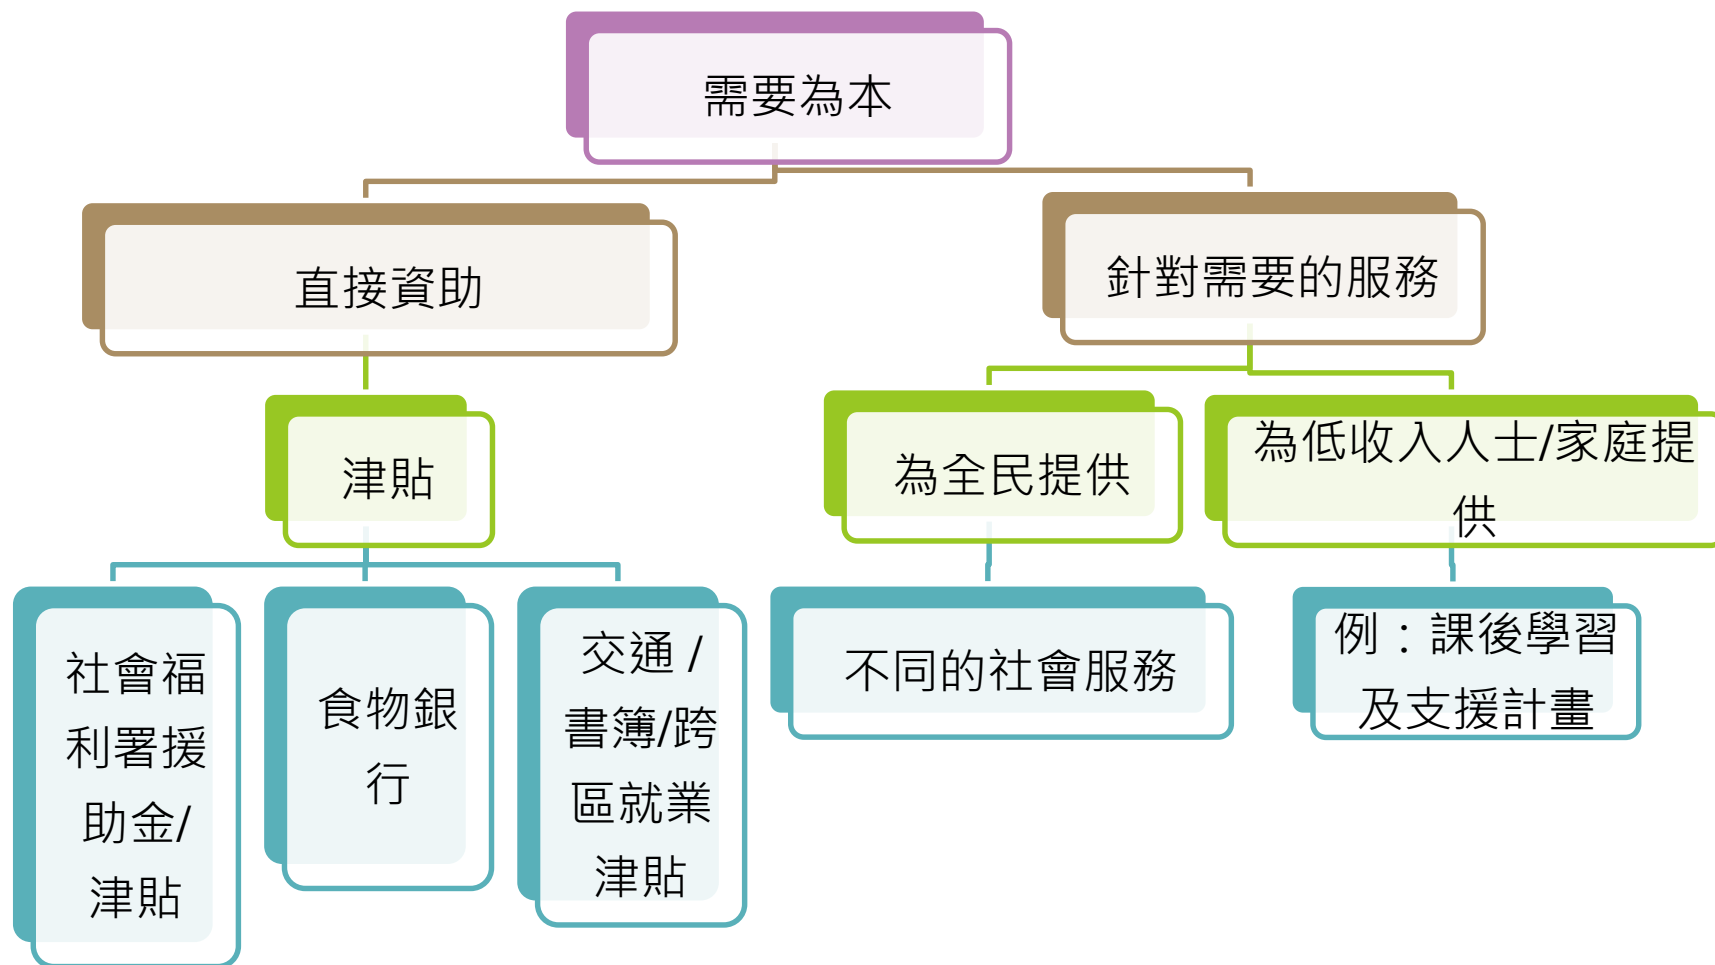 需要為本
直接資助
針對需要的服務
津貼
為全民提供
為低收入人士/家庭提
供
社會福
利署援
助金/
津貼
食物銀
行
交通 /
書簿/跨
區就業
津貼
不同的社會服務
例：課後學習
及支援計畫